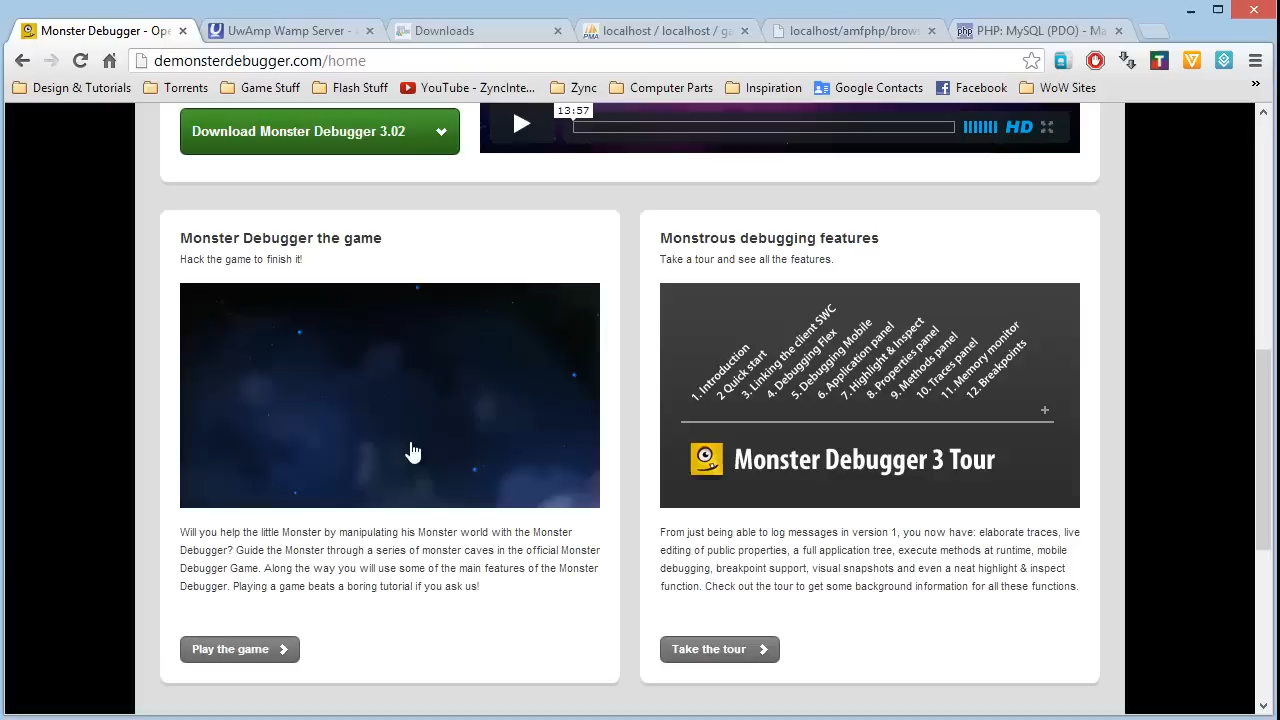 Monster Debugger - Ope
UwAmp Wamp Server -
Downloads
localhost / localhost / ga
localhost/amfphp/brow
PHP: MySQL (PDO) - Ma
demonsterdebugger.com/home
Design & Tutorials
Torrents
Game Stuff
Flash Stuff
YouTube - ZyncInte...
Zync
Computer Parts
Inspiration
Google Contacts
Facebook
WoW Sites
»
Download Monster Debugger 3.02
13:57
HD
Monster Debugger the game
Hack the game to finish it!
Will you help the little Monster by manipulating his Monster world with the Monster
Debugger? Guide the Monster through a series of monster caves in the official Monster
Debugger Game. Along the way you will use some of the main features of the Monster
Debugger. Playing a game beats a boring tutorial if you ask us!
Play the game
Monstrous debugging features
Take a tour and see all the features.
1. Introduction
2 Quick start
3. Linking the client SWC
4. Debugging Flex
5. Debugging Mobile
6. Application panel
7. Highlight & Inspect
8. Properties panel
9. Methods panel
10. Traces panel
11. Memory monitor
12. Breakpoints
Monster Debugger 3 Tour
From just being able to log messages in version 1, you now have: elaborate traces, live
editing of public properties, a full application tree, execute methods at runtime, mobile
debugging, breakpoint support, visual snapshots and even a neat highlight & inspect
function. Check out the tour to get some background information for all these functions.
Take the tour